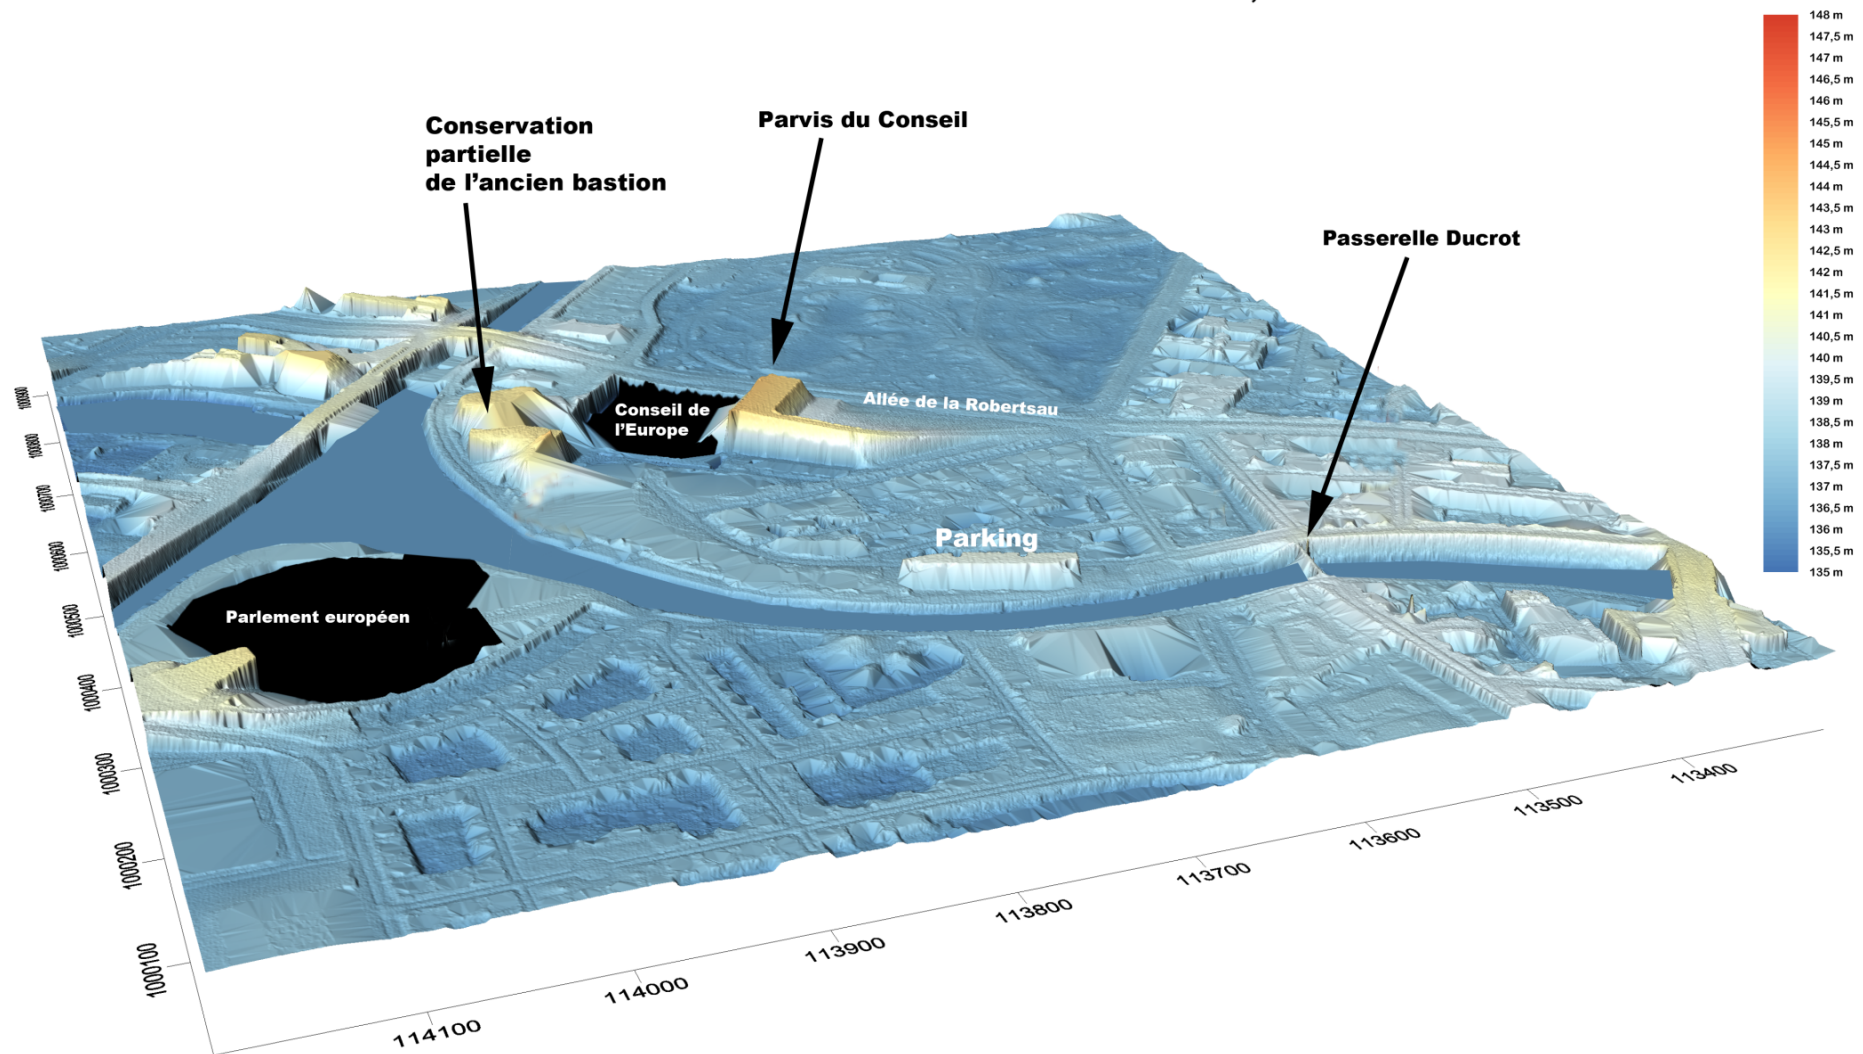 Conservation
partielle
de l'ancien bastion
Parvis du Conseil
Passerelle Ducrot
Conseil de
l'Europe
Allée de la Robertsau
Parking
Parlement européen
148 m
147,5 m
147 m
146,5 m
146 m
145,5 m
145 m
144,5 m
144 m
143,5 m
143 m
142,5 m
142 m
141,5 m
141 m
140,5 m
140 m
139,5 m
139 m
138,5 m
138 m
137,5 m
137 m
136,5 m
136 m
135,5 m
135 m
1000800
1000700
1000600
1000500
1000400
1000300
1000200
1000100
114100
114000
113900
113800
113700
113600
113500
113400